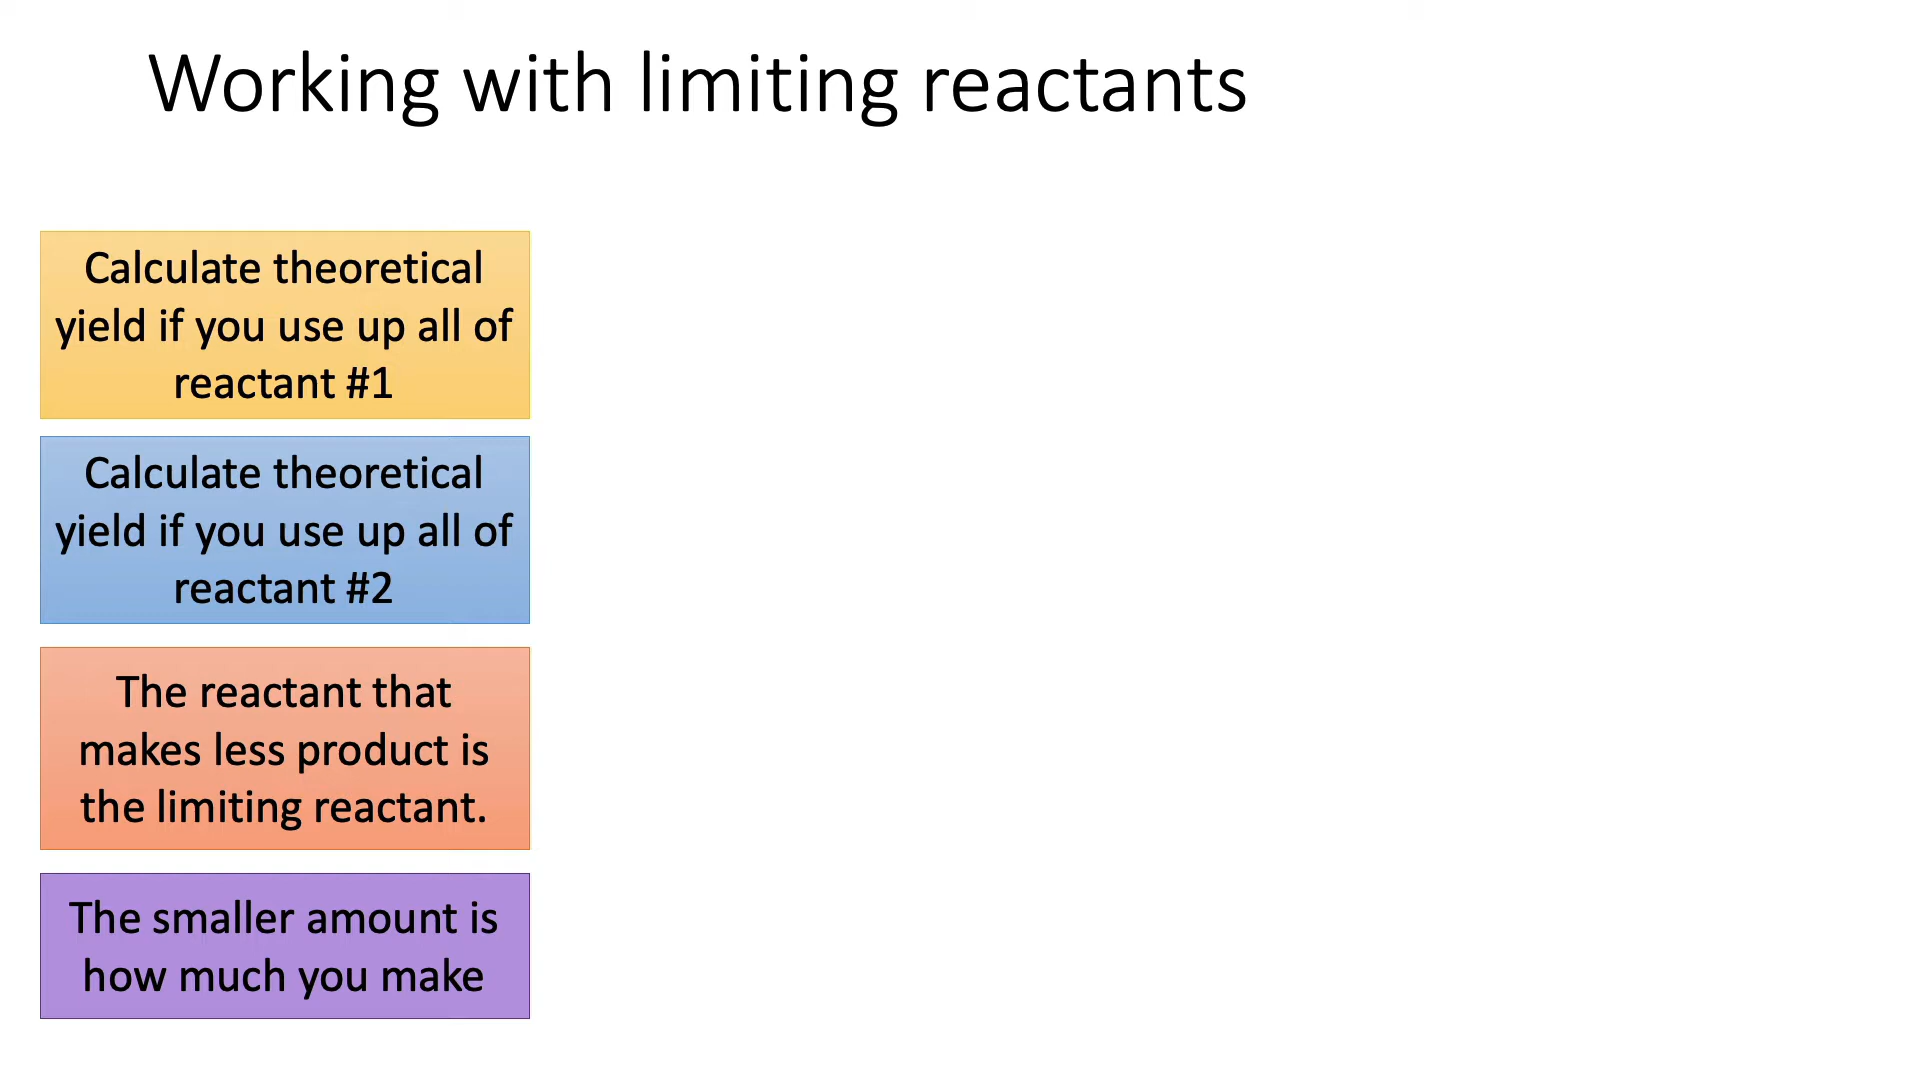 Working with limiting reactants
Calculate theoretical
yield if you use up all of
reactant #1
Calculate theoretical
yield if you use up all of
reactant #2
The reactant that
makes less product is
the limiting reactant.
The smaller amount is
how much you make